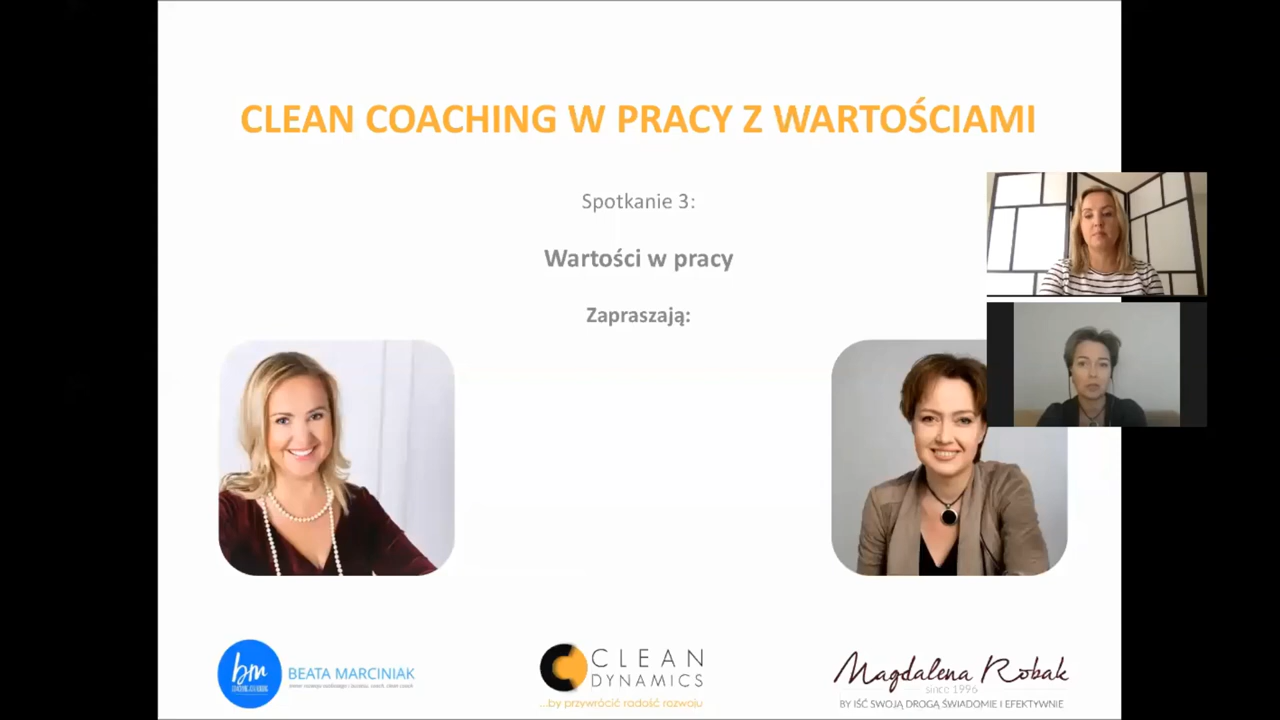 CLEAN COACHING W PRACY Z WARTOŚCIAMI
Spotkanie 3:
Wartości w pracy
Zapraszają:
bm
BEATA MARCINIAK
CLEAN
DYNAMICS
...by przywrócić radość rozwoju
Magdalena Robak
since 1996
BY IŚĆ SWOJĄ DROGĄ ŚWIADOMIE I EFEKTYWNIE